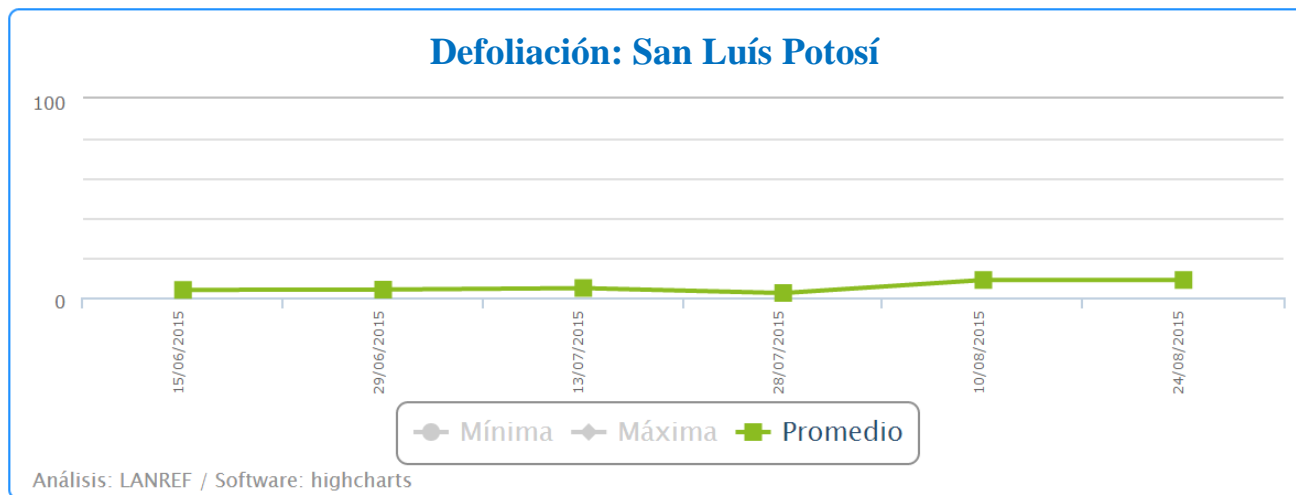 Defoliación: San Luís Potosí
100
0
15/06/2015
29/06/2015
13/07/2015
28/07/2015
10/08/2015
24/08/2015
Mínima Máxima Promedio
Análisis: LANREF / Software: highcharts